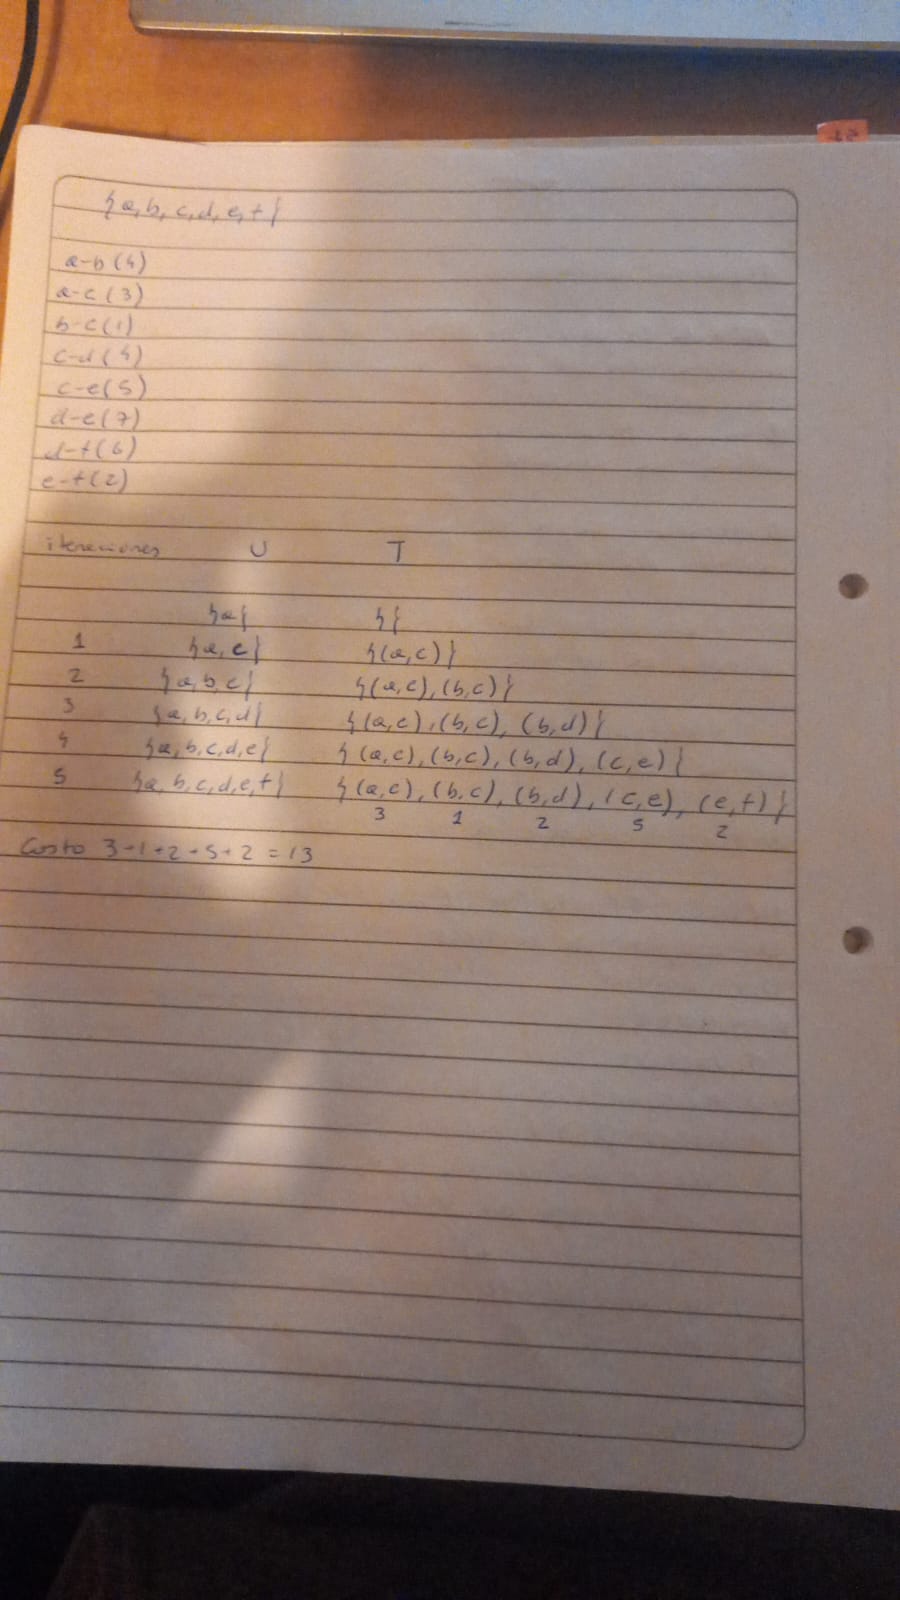 {a, b, c, d, e, f}
a-b (4)
a-c (3)
b-c (1)
c-d (4)
c-e (5)
d-e (7)
d-f (6)
e-f (2)
iteraciones U T
{a} {}
1 {a, c} {(a,c)}
2 {a, b, c} {(a,c), (b,c)}
3 {a, b, c, d} {(a,c), (b,c), (b,d)}
4 {a, b, c, d, e} {(a,c), (b,c), (b,d), (c,e)}
5 {a, b, c, d, e, f} {(a,c), (b,c), (b,d), (c,e), (e,f)}
3 1 2 5 2
Costo 3+1+2+5+2 = 13